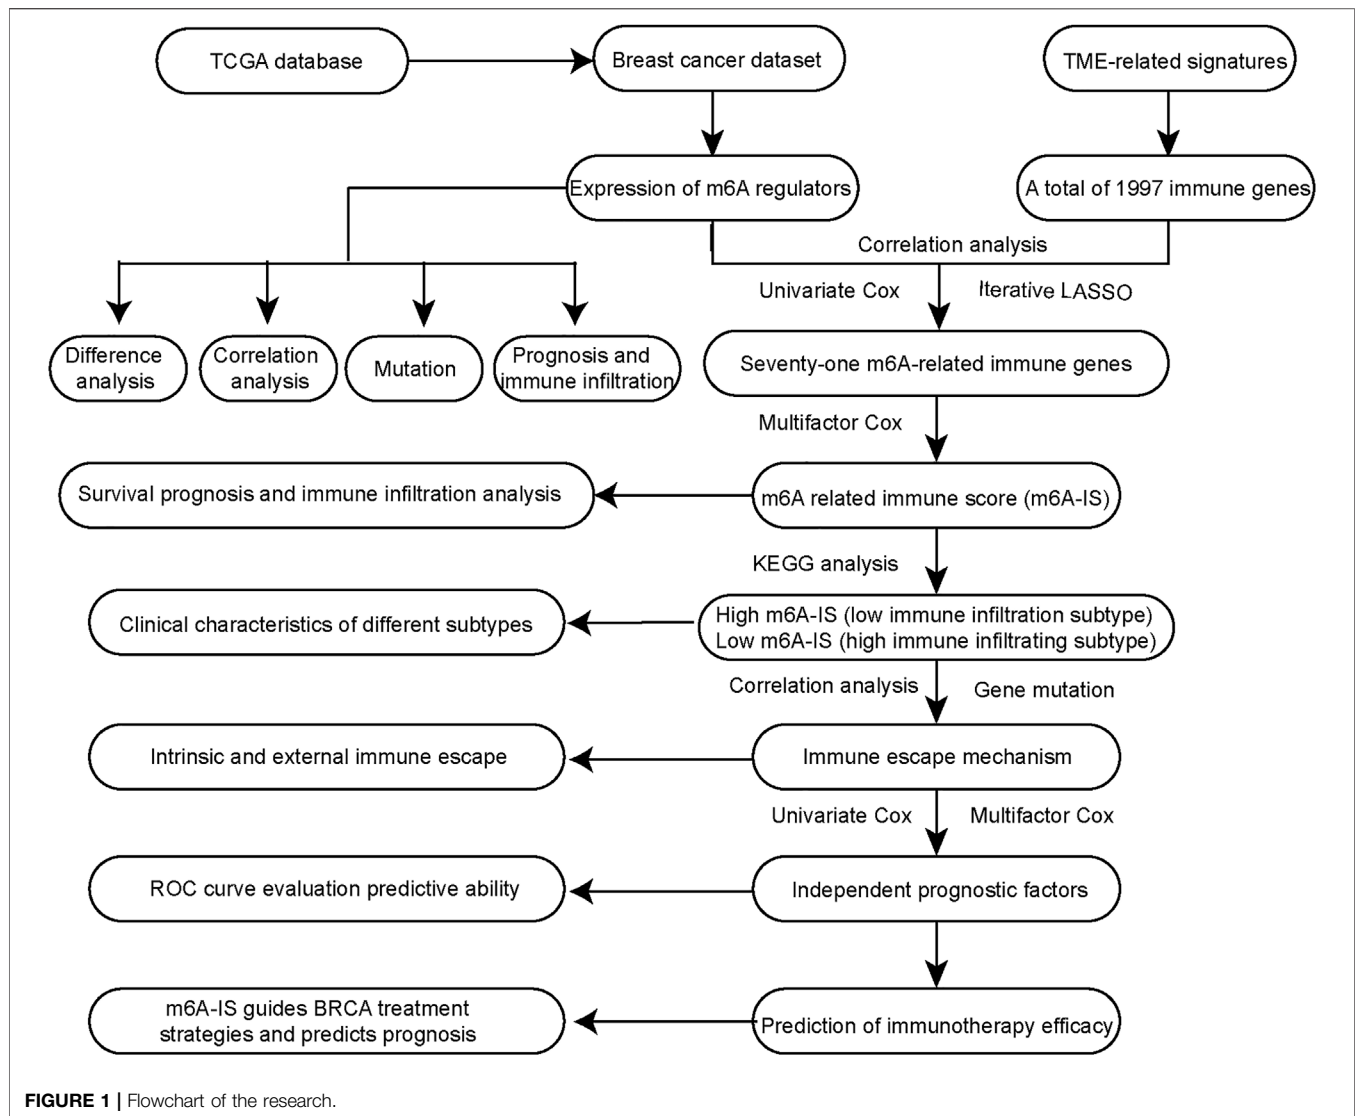 TCGA database
Breast cancer dataset
TME-related signatures
Expression of m6A regulators
A total of 1997 immune genes
Correlation analysis
Univariate Cox
Iterative LASSO
Difference
analysis
Correlation
analysis
Mutation
Prognosis and
immune infiltration
Seventy-one m6A-related immune genes
Multifactor Cox
Survival prognosis and immune infiltration analysis
m6A related immune score (m6A-IS)
KEGG analysis
Clinical characteristics of different subtypes
High m6A-IS (low immune infiltration subtype)
Low m6A-IS (high immune infiltrating subtype)
Correlation analysis
Gene mutation
Intrinsic and external immune escape
Immune escape mechanism
Univariate Cox
Multifactor Cox
ROC curve evaluation predictive ability
Independent prognostic factors
m6A-IS guides BRCA treatment
strategies and predicts prognosis
Prediction of immunotherapy efficacy
FIGURE 1 | Flowchart of the research.